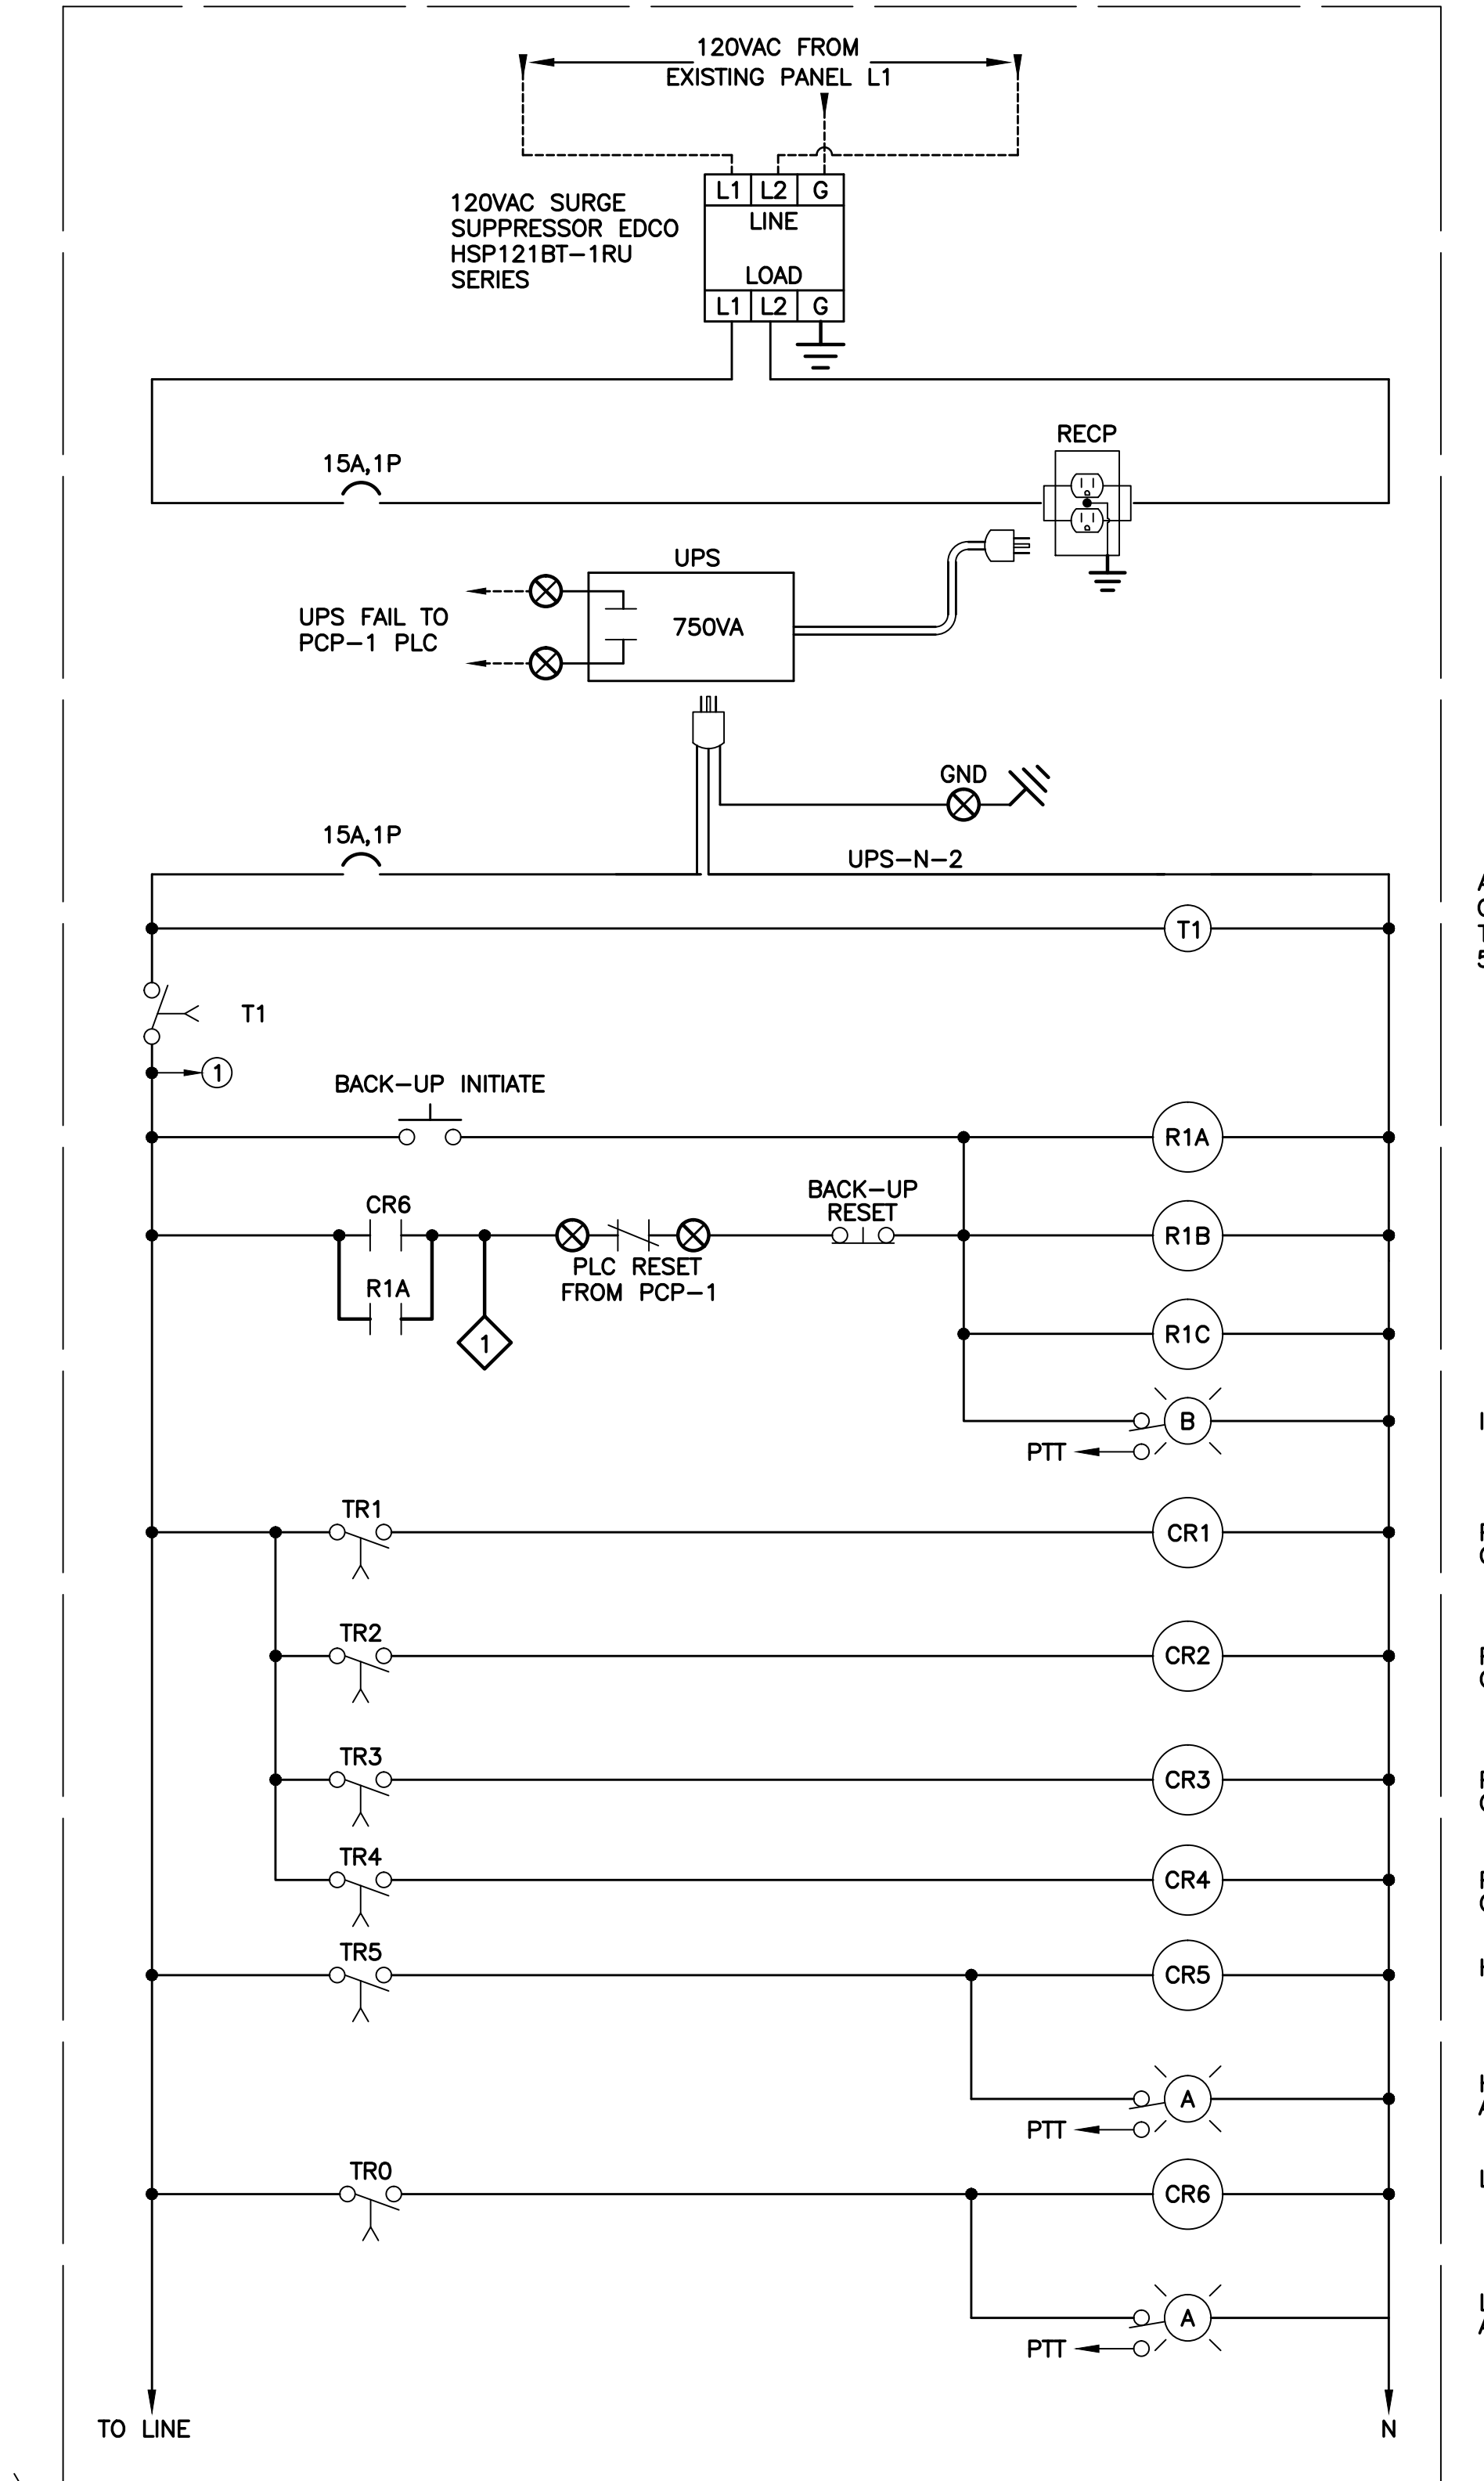 120VAC FROM
EXISTING PANEL L1
L1 L2 G
LINE
120VAC SURGE
SUPPRESSOR EDCO
HSP121BT-1RU
SERIES
LOAD
L1 L2 G
RECP
15A,1P
UPS
750VA
UPS FAIL TO
PCP-1 PLC
GND
15A,1P
UPS-N-2
T1
T1
1
BACK-UP INITIATE
R1A
CR6
BACK-UP
RESET
R1B
PLC RESET
FROM PCP-1
R1A
1
R1C
B
PTT
TR1
CR1
TR2
CR2
TR3
CR3
TR4
CR4
TR5
CR5
A
PTT
TR0
CR6
A
PTT
TO LINE
N